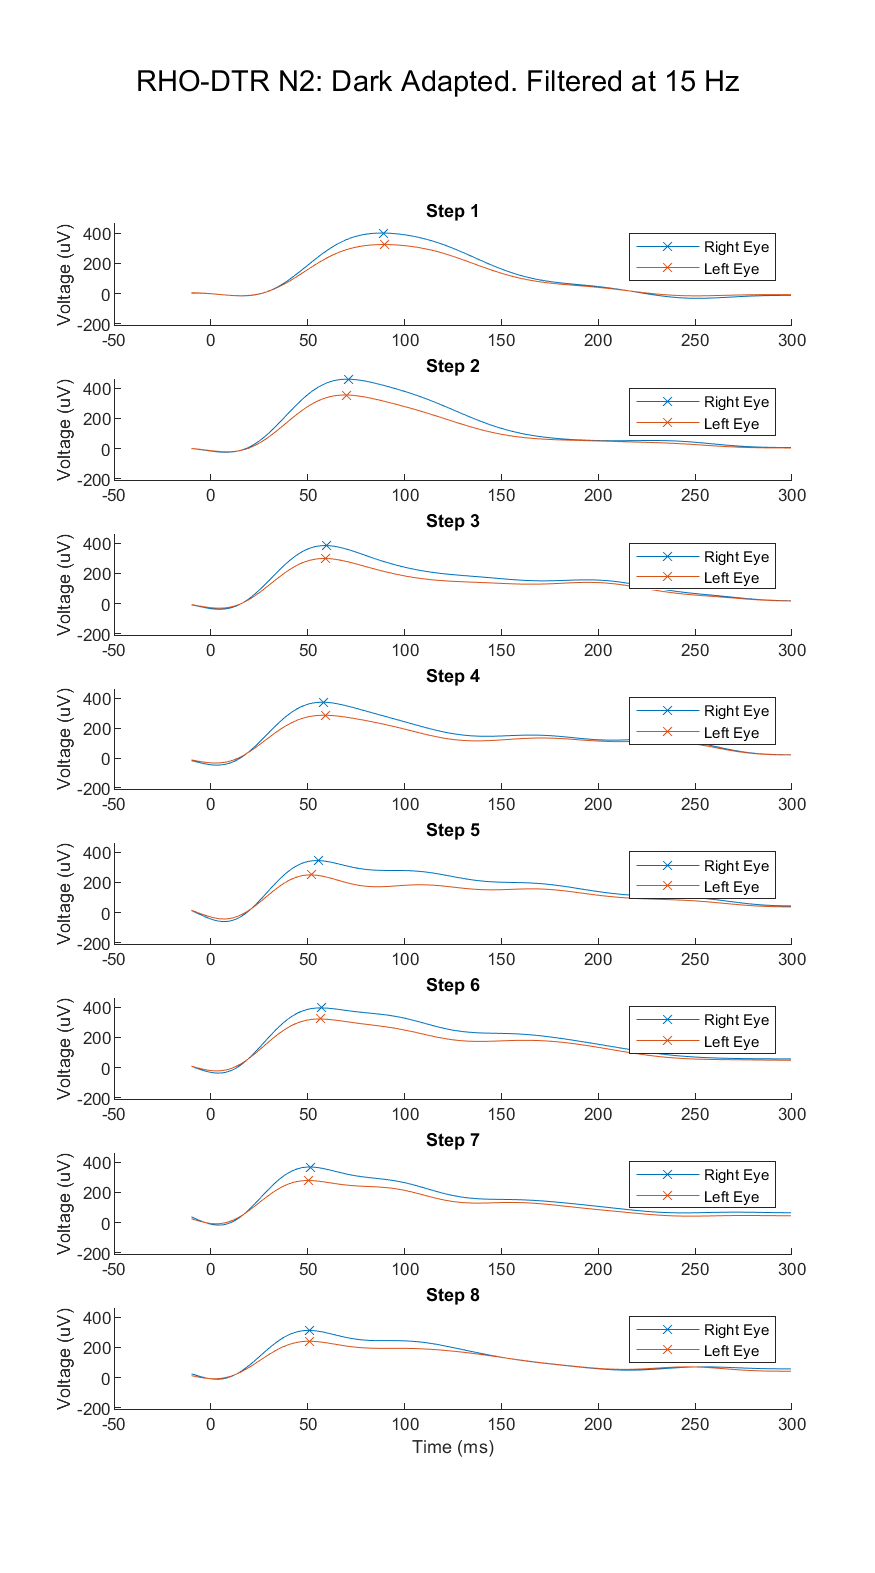 RHO-DTR N2: Dark Adapted. Filtered at 15 Hz
Step 1
Voltage (uV)
400
200
0
-200
-50 0 50 100 150 200 250 300
Right Eye
Left Eye
Step 2
Voltage (uV)
400
200
0
-200
-50 0 50 100 150 200 250 300
Right Eye
Left Eye
Step 3
Voltage (uV)
400
200
0
-200
-50 0 50 100 150 200 250 300
Right Eye
Left Eye
Step 4
Voltage (uV)
400
200
0
-200
-50 0 50 100 150 200 250 300
Right Eye
Left Eye
Step 5
Voltage (uV)
400
200
0
-200
-50 0 50 100 150 200 250 300
Right Eye
Left Eye
Step 6
Voltage (uV)
400
200
0
-200
-50 0 50 100 150 200 250 300
Right Eye
Left Eye
Step 7
Voltage (uV)
400
200
0
-200
-50 0 50 100 150 200 250 300
Right Eye
Left Eye
Step 8
Voltage (uV)
400
200
0
-200
-50 0 50 100 150 200 250 300
Right Eye
Left Eye
Time (ms)